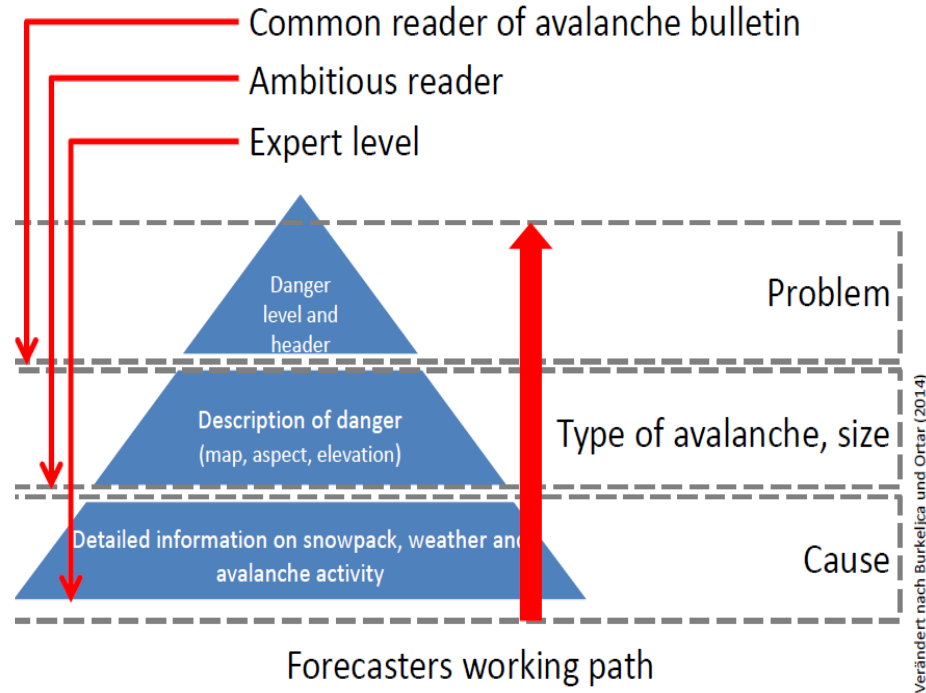 Common reader of avalanche bulletin
Ambitious reader
Expert level
Danger
level and
header
Problem
Description of danger
(map, aspect, elevation)
Type of avalanche, size
Detailed information on snowpack, weather and
avalanche activity
Cause
Forecasters working path
Verändert nach Burkelica und Ortar (2014)